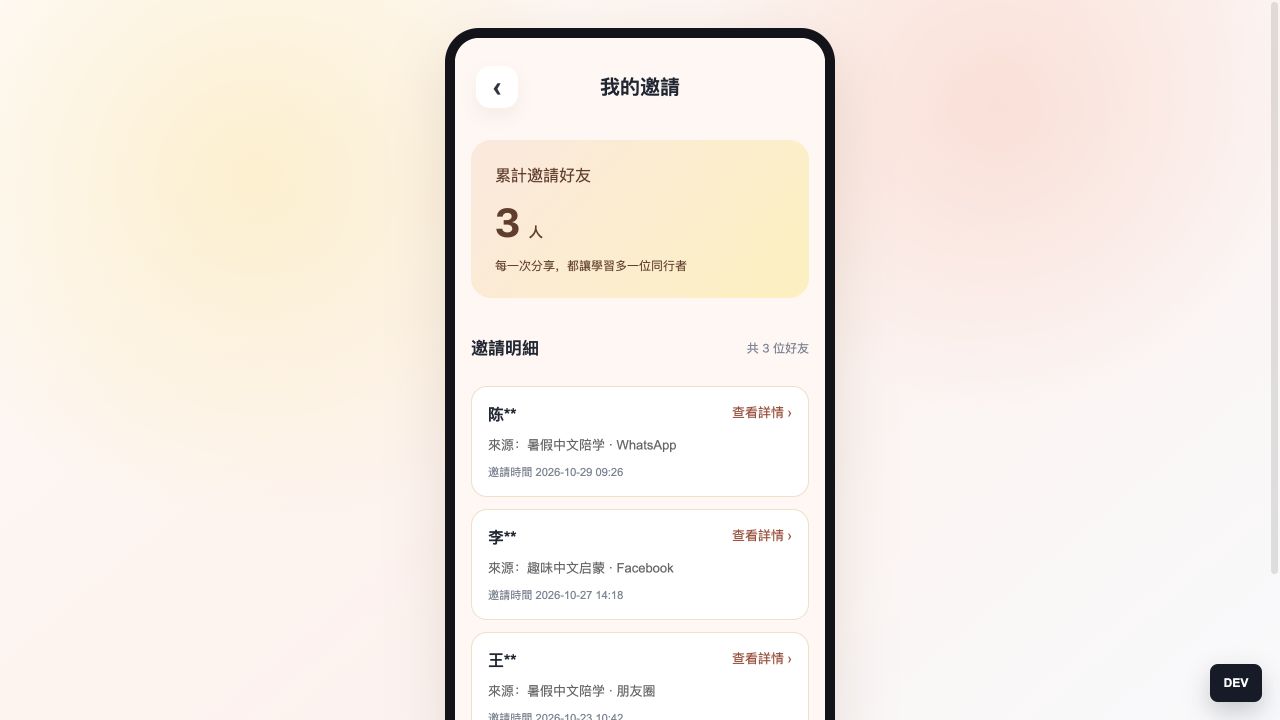 ‹
我的邀請
累計邀請好友
3 人
每一次分享，都讓學習多一位同行者
邀請明細
共 3 位好友
陈**
查看詳情 ›
來源：暑假中文陪学 · WhatsApp
邀請時間 2026-10-29 09:26
李**
查看詳情 ›
來源：趣味中文启蒙 · Facebook
邀請時間 2026-10-27 14:18
王**
查看詳情 ›
來源：暑假中文陪学 · 朋友圈
邀請時間 2026-10-23 10:42
DEV